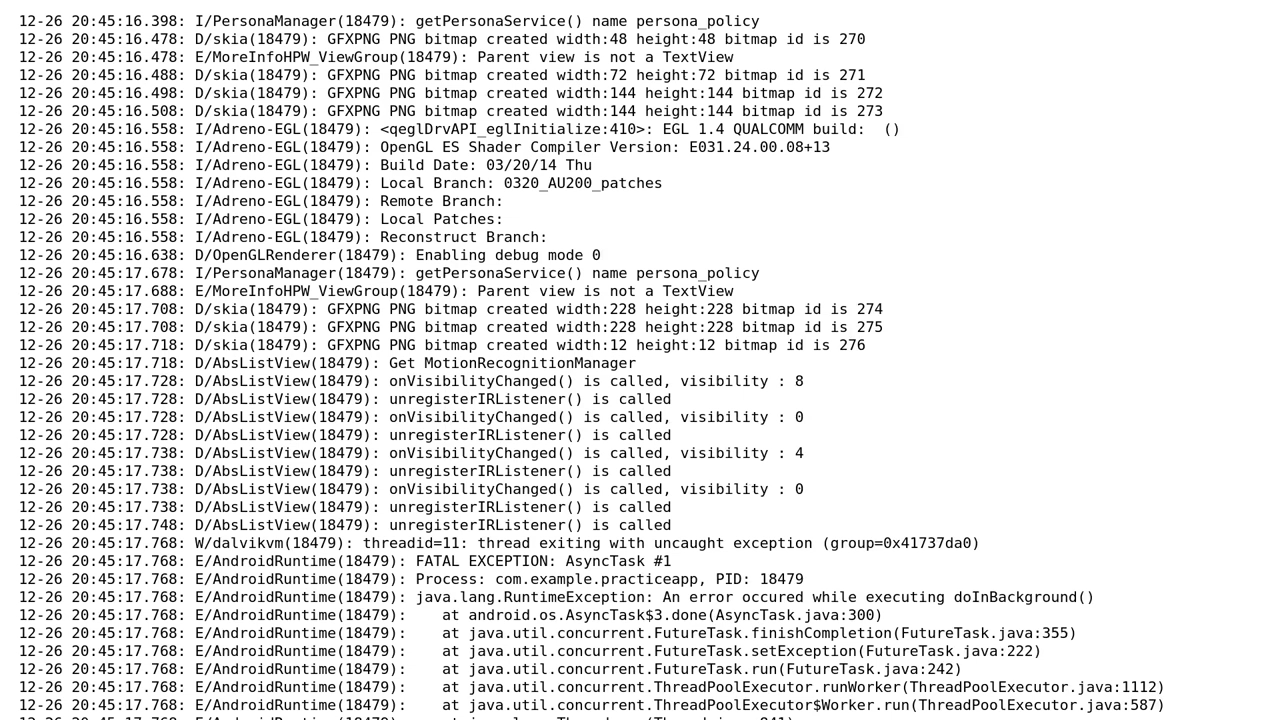 12-26 20:45:16.398: I/PersonaManager(18479): getPersonaService() name persona_policy
12-26 20:45:16.478: D/skia(18479): GFXPNG PNG bitmap created width:48 height:48 bitmap id is 270
12-26 20:45:16.478: E/MoreInfoHPW_ViewGroup(18479): Parent view is not a TextView
12-26 20:45:16.488: D/skia(18479): GFXPNG PNG bitmap created width:72 height:72 bitmap id is 271
12-26 20:45:16.498: D/skia(18479): GFXPNG PNG bitmap created width:144 height:144 bitmap id is 272
12-26 20:45:16.508: D/skia(18479): GFXPNG PNG bitmap created width:144 height:144 bitmap id is 273
12-26 20:45:16.558: I/Adreno-EGL(18479): <qeglDrvAPI_eglInitialize:410>: EGL 1.4 QUALCOMM build:  ()
12-26 20:45:16.558: I/Adreno-EGL(18479): OpenGL ES Shader Compiler Version: E031.24.00.08+13
12-26 20:45:16.558: I/Adreno-EGL(18479): Build Date: 03/20/14 Thu
12-26 20:45:16.558: I/Adreno-EGL(18479): Local Branch: 0320_AU200_patches
12-26 20:45:16.558: I/Adreno-EGL(18479): Remote Branch:
12-26 20:45:16.558: I/Adreno-EGL(18479): Local Patches:
12-26 20:45:16.558: I/Adreno-EGL(18479): Reconstruct Branch:
12-26 20:45:16.638: D/OpenGLRenderer(18479): Enabling debug mode 0
12-26 20:45:17.678: I/PersonaManager(18479): getPersonaService() name persona_policy
12-26 20:45:17.688: E/MoreInfoHPW_ViewGroup(18479): Parent view is not a TextView
12-26 20:45:17.708: D/skia(18479): GFXPNG PNG bitmap created width:228 height:228 bitmap id is 274
12-26 20:45:17.708: D/skia(18479): GFXPNG PNG bitmap created width:228 height:228 bitmap id is 275
12-26 20:45:17.718: D/skia(18479): GFXPNG PNG bitmap created width:12 height:12 bitmap id is 276
12-26 20:45:17.718: D/AbsListView(18479): Get MotionRecognitionManager
12-26 20:45:17.728: D/AbsListView(18479): onVisibilityChanged() is called, visibility : 8
12-26 20:45:17.728: D/AbsListView(18479): unregisterIRListener() is called
12-26 20:45:17.728: D/AbsListView(18479): onVisibilityChanged() is called, visibility : 0
12-26 20:45:17.728: D/AbsListView(18479): unregisterIRListener() is called
12-26 20:45:17.738: D/AbsListView(18479): onVisibilityChanged() is called, visibility : 4
12-26 20:45:17.738: D/AbsListView(18479): unregisterIRListener() is called
12-26 20:45:17.738: D/AbsListView(18479): onVisibilityChanged() is called, visibility : 0
12-26 20:45:17.738: D/AbsListView(18479): unregisterIRListener() is called
12-26 20:45:17.748: D/AbsListView(18479): unregisterIRListener() is called
12-26 20:45:17.768: W/dalvikvm(18479): threadid=11: thread exiting with uncaught exception (group=0x41737da0)
12-26 20:45:17.768: E/AndroidRuntime(18479): FATAL EXCEPTION: AsyncTask #1
12-26 20:45:17.768: E/AndroidRuntime(18479): Process: com.example.practiceapp, PID: 18479
12-26 20:45:17.768: E/AndroidRuntime(18479): java.lang.RuntimeException: An error occured while executing doInBackground()
12-26 20:45:17.768: E/AndroidRuntime(18479):    at android.os.AsyncTask$3.done(AsyncTask.java:300)
12-26 20:45:17.768: E/AndroidRuntime(18479):    at java.util.concurrent.FutureTask.finishCompletion(FutureTask.java:355)
12-26 20:45:17.768: E/AndroidRuntime(18479):    at java.util.concurrent.FutureTask.setException(FutureTask.java:222)
12-26 20:45:17.768: E/AndroidRuntime(18479):    at java.util.concurrent.FutureTask.run(FutureTask.java:242)
12-26 20:45:17.768: E/AndroidRuntime(18479):    at java.util.concurrent.ThreadPoolExecutor.runWorker(ThreadPoolExecutor.java:1112)
12-26 20:45:17.768: E/AndroidRuntime(18479):    at java.util.concurrent.ThreadPoolExecutor$Worker.run(ThreadPoolExecutor.java:587)